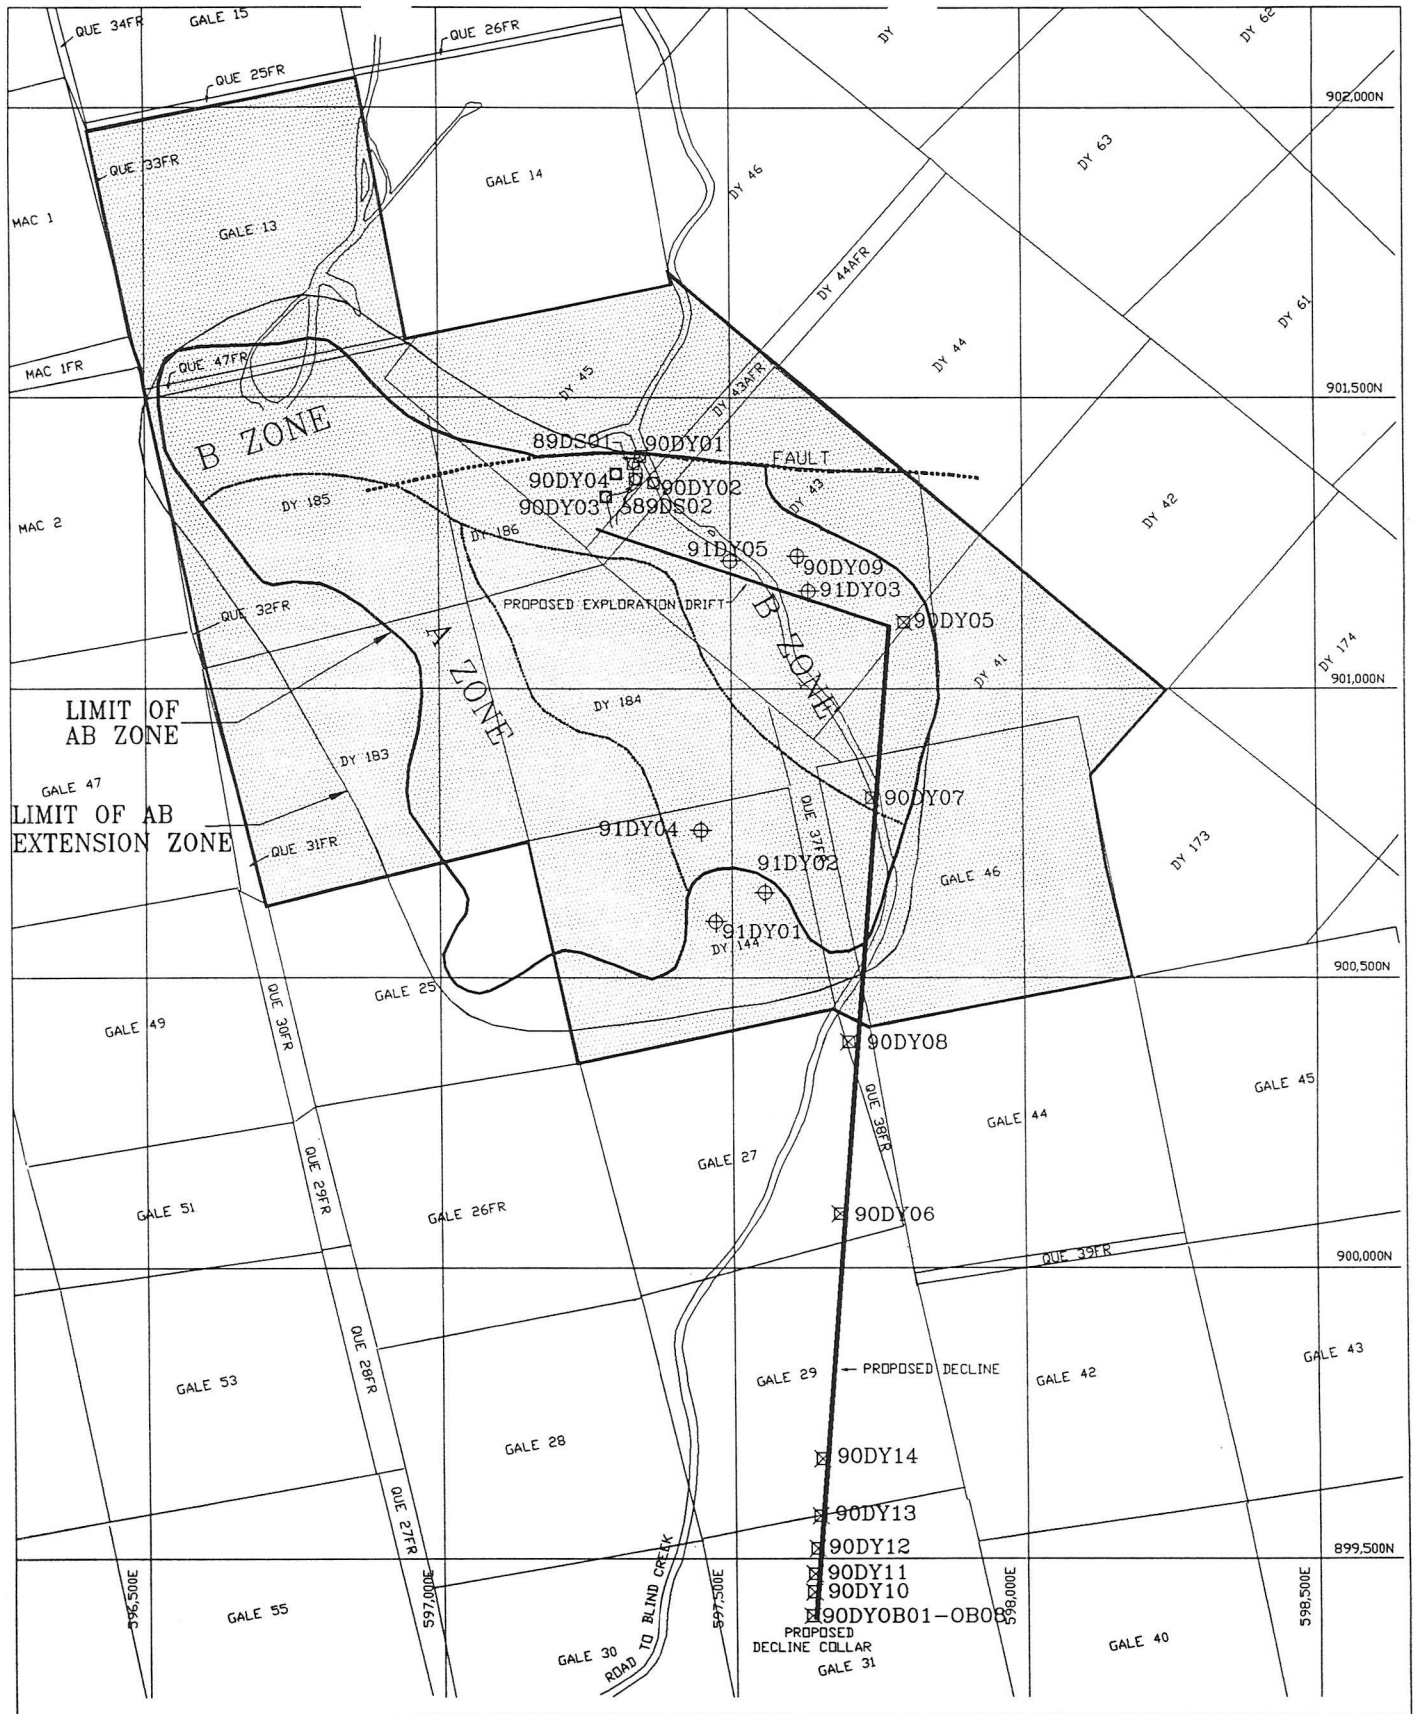 QUE 34FR
GALE 15
QUE 26FR
DY
DY 62
QUE 25FR
902,000N
QUE 33FR
GALE 14
DY 46
DY 63
MAC 1
GALE 13
DY 44AFR
DY 61
MAC 1FR
QUE 47FR
DY 45
DY 43AFR
DY 44
901,500N
B ZONE
89DS01
90DY01
FAULT
90DY04
90DY02
90DY03
89DS02
DY 43
DY 42
MAC 2
DY 185
DY 186
91DY05
90DY09
91DY03
PROPOSED EXPLORATION DRIFT
QUE 32FR
90DY05
A ZONE
B ZONE
DY 41
DY 174
901,000N
LIMIT OF
AB ZONE
DY 184
DY 183
GALE 47
LIMIT OF AB
EXTENSION ZONE
90DY07
QUE 37FR
91DY04
QUE 31FR
91DY02
GALE 46
DY 173
91DY01
DY 144
900,500N
GALE 25
GALE 49
QUE 30FR
90DY08
GALE 45
QUE 38FR
GALE 44
GALE 27
QUE 29FR
GALE 51
GALE 26FR
90DY06
QUE 39FR
900,000N
QUE 28FR
GALE 53
GALE 29
PROPOSED DECLINE
GALE 42
GALE 43
GALE 28
90DY14
QUE 27FR
90DY13
90DY12
899,500N
90DY11
90DY10
90DYOB01-OB08
PROPOSED
DECLINE COLLAR
596,500E
597,000E
597,500E
598,000E
598,500E
GALE 55
GALE 30
ROAD TO BLIND CREEK
GALE 31
GALE 40